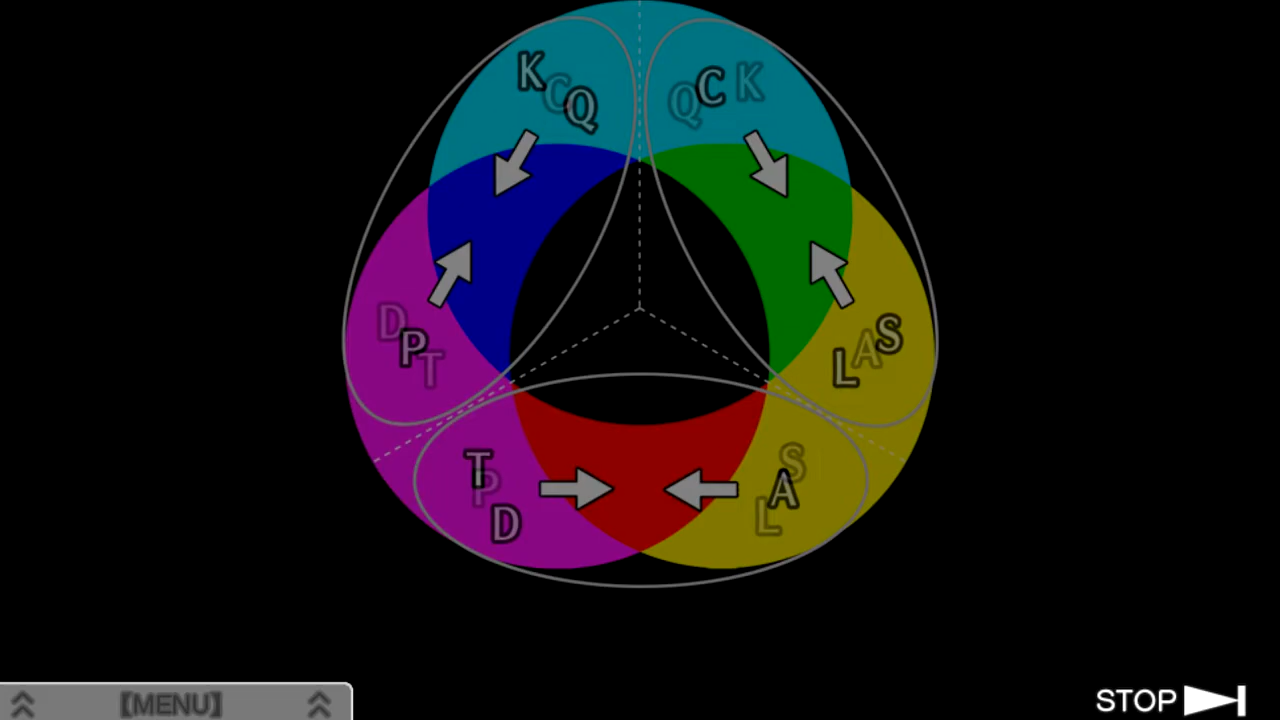 K C Q
Q C K
D P T
L A S
T P D
S A L
[MENU]
STOP